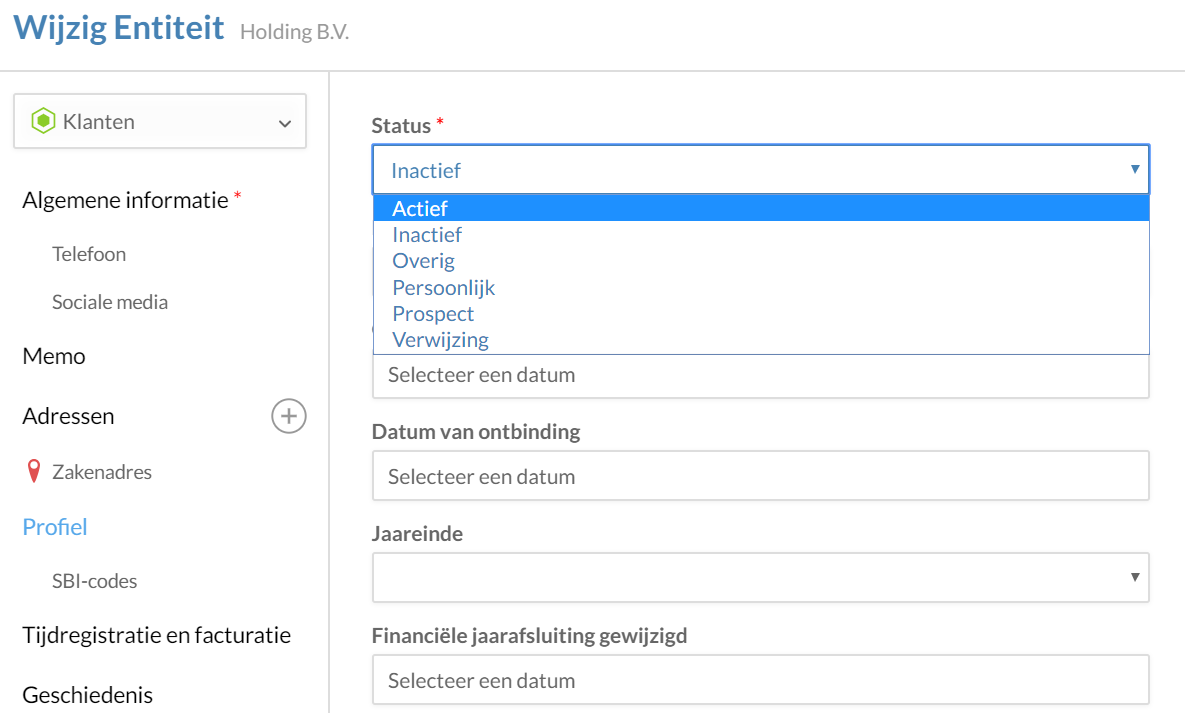 Wijzig Entiteit Holding B.V.
Klanten
Algemene informatie *
Telefoon
Sociale media
Memo
Adressen
Zakenadres
Profiel
SBI-codes
Tijdregistratie en facturatie
Geschiedenis
Status *
Inactief
Actief
Inactief
Overig
Persoonlijk
Prospect
Verwijzing
Selecteer een datum
Datum van ontbinding
Selecteer een datum
Jaareinde
Financiële jaarafsluiting gewijzigd
Selecteer een datum